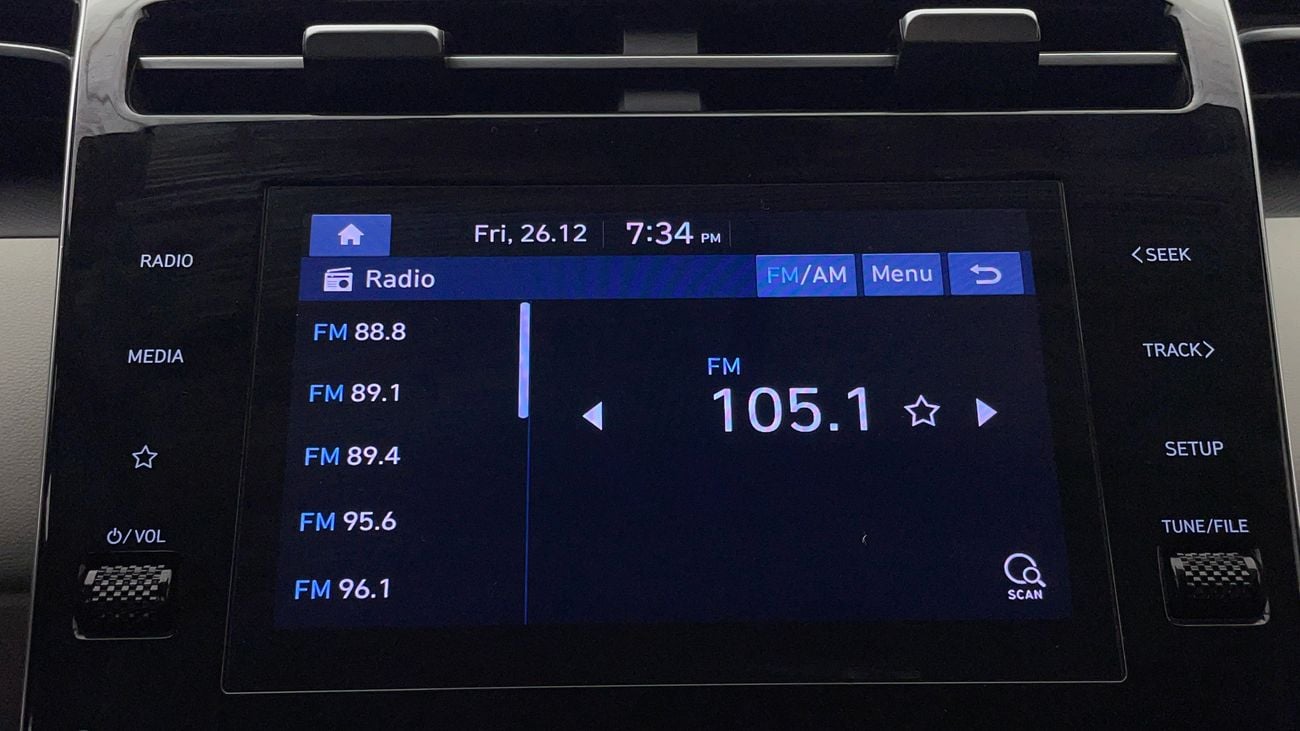 Fri, 26.12 7:34 PM
Radio FM/AM Menu
RADIO
MEDIA
/VOL
FM 88.8
FM 89.1
FM 89.4
FM 95.6
FM 96.1
FM
105.1
SCAN
<SEEK
TRACK>
SETUP
TUNE/FILE